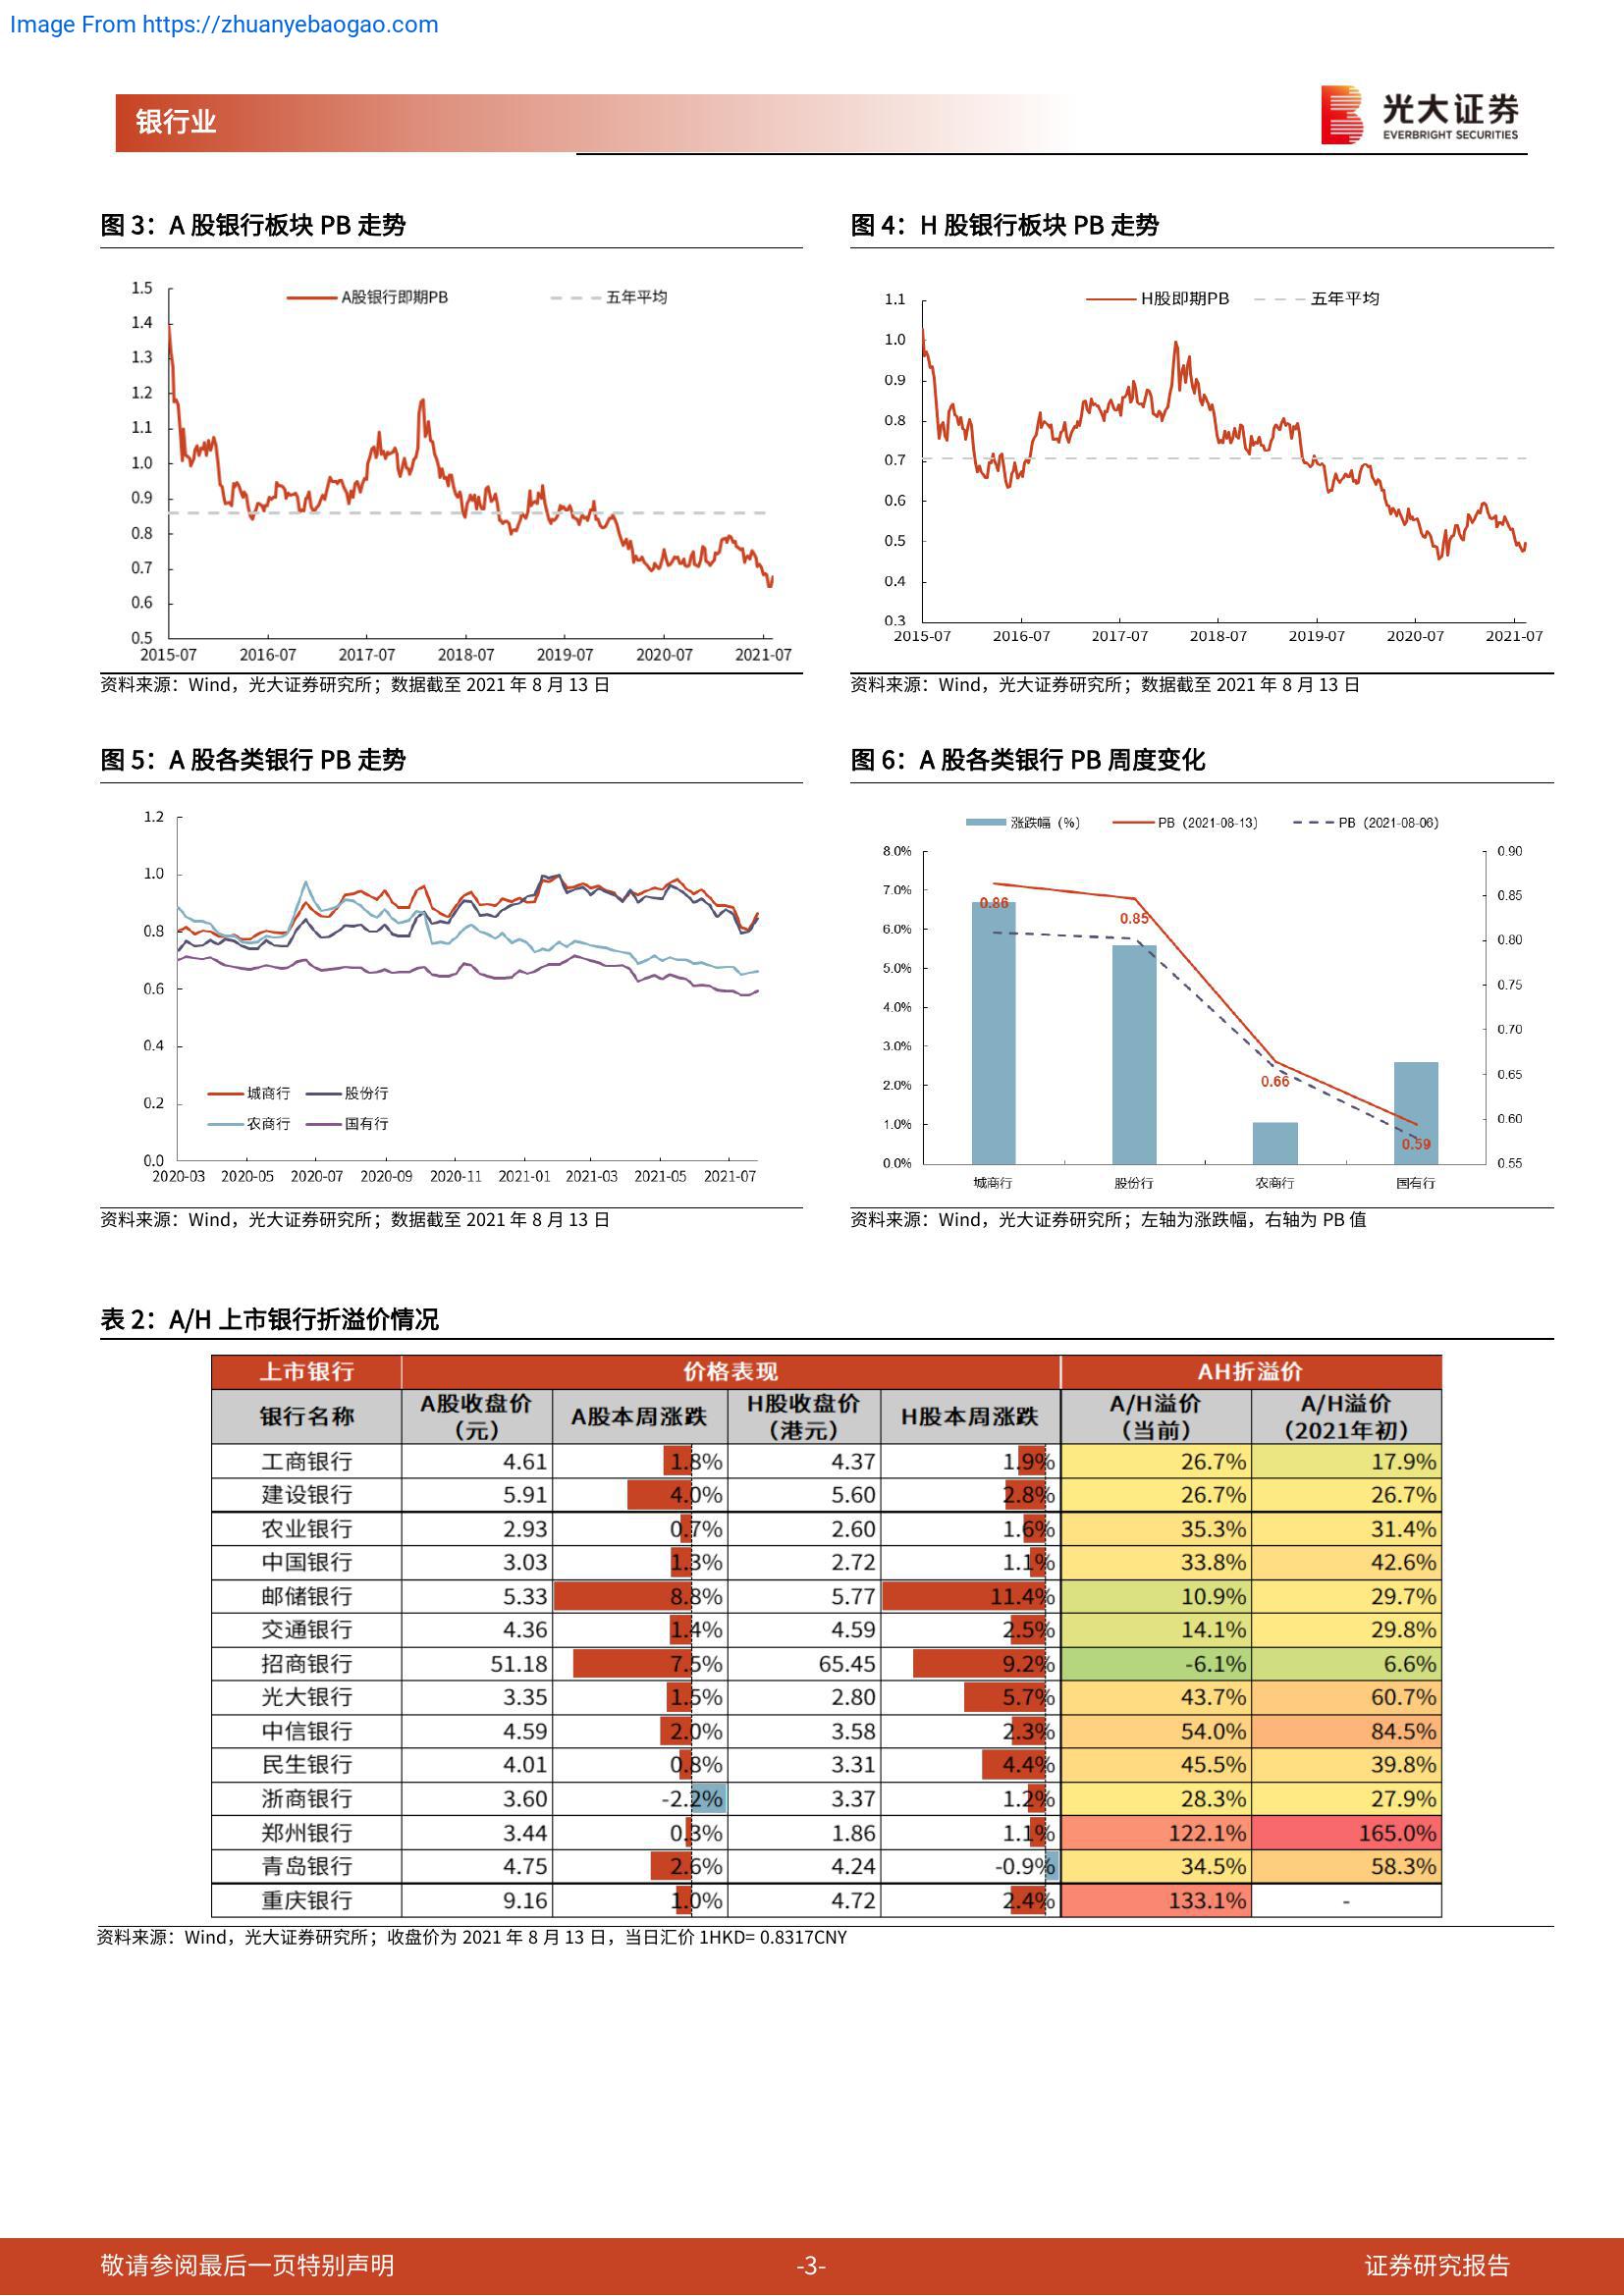 Image From https://zhuanyebaogao.com
银行业
光大证券
EVERBRIGHT SECURITIES
图 3：A 股银行板块 PB 走势
图 4：H 股银行板块 PB 走势
A股银行即期PB
五年平均
1.5
1.4
1.3
1.2
1.1
1.0
0.9
0.8
0.7
0.6
0.5
2015-07 2016-07 2017-07 2018-07 2019-07 2020-07 2021-07
H股即期PB
五年平均
1.1
1.0
0.9
0.8
0.7
0.6
0.5
0.4
0.3
2015-07 2016-07 2017-07 2018-07 2019-07 2020-07 2021-07
资料来源：Wind，光大证券研究所；数据截至 2021 年 8 月 13 日
资料来源：Wind，光大证券研究所；数据截至 2021 年 8 月 13 日
图 5：A 股各类银行 PB 走势
图 6：A 股各类银行 PB 周度变化
1.2
1.0
0.8
0.6
0.4
0.2
0.0
城商行 股份行
农商行 国有行
2020-03 2020-05 2020-07 2020-09 2020-11 2021-01 2021-03 2021-05 2021-07
涨跌幅（%） PB（2021-08-13） PB（2021-08-06）
8.0%
7.0%
6.0%
5.0%
4.0%
3.0%
2.0%
1.0%
0.0%
0.86
0.85
0.66
0.59
0.90
0.85
0.80
0.75
0.70
0.65
0.60
0.55
城商行 股份行 农商行 国有行
资料来源：Wind，光大证券研究所；数据截至 2021 年 8 月 13 日
资料来源：Wind，光大证券研究所；左轴为涨跌幅，右轴为 PB 值
表 2：A/H 上市银行折溢价情况
上市银行 价格表现 AH折溢价
银行名称 A股收盘价（元） A股本周涨跌 H股收盘价（港元） H股本周涨跌 A/H溢价（当前） A/H溢价（2021年初）
工商银行 4.61 1.8% 4.37 1.9% 26.7% 17.9%
建设银行 5.91 4.0% 5.60 2.8% 26.7% 26.7%
农业银行 2.93 0.7% 2.60 1.6% 35.3% 31.4%
中国银行 3.03 1.3% 2.72 1.1% 33.8% 42.6%
邮储银行 5.33 8.8% 5.77 11.4% 10.9% 29.7%
交通银行 4.36 1.4% 4.59 2.5% 14.1% 29.8%
招商银行 51.18 7.5% 65.45 9.2% -6.1% 6.6%
光大银行 3.35 1.5% 2.80 5.7% 43.7% 60.7%
中信银行 4.59 2.0% 3.58 2.3% 54.0% 84.5%
民生银行 4.01 0.8% 3.31 4.4% 45.5% 39.8%
浙商银行 3.60 -2.2% 3.37 1.2% 28.3% 27.9%
郑州银行 3.44 0.3% 1.86 1.1% 122.1% 165.0%
青岛银行 4.75 2.6% 4.24 -0.9% 34.5% 58.3%
重庆银行 9.16 1.0% 4.72 2.4% 133.1% -
资料来源：Wind，光大证券研究所；收盘价为 2021 年 8 月 13 日，当日汇价 1HKD= 0.8317CNY
敬请参阅最后一页特别声明
-3-
证券研究报告